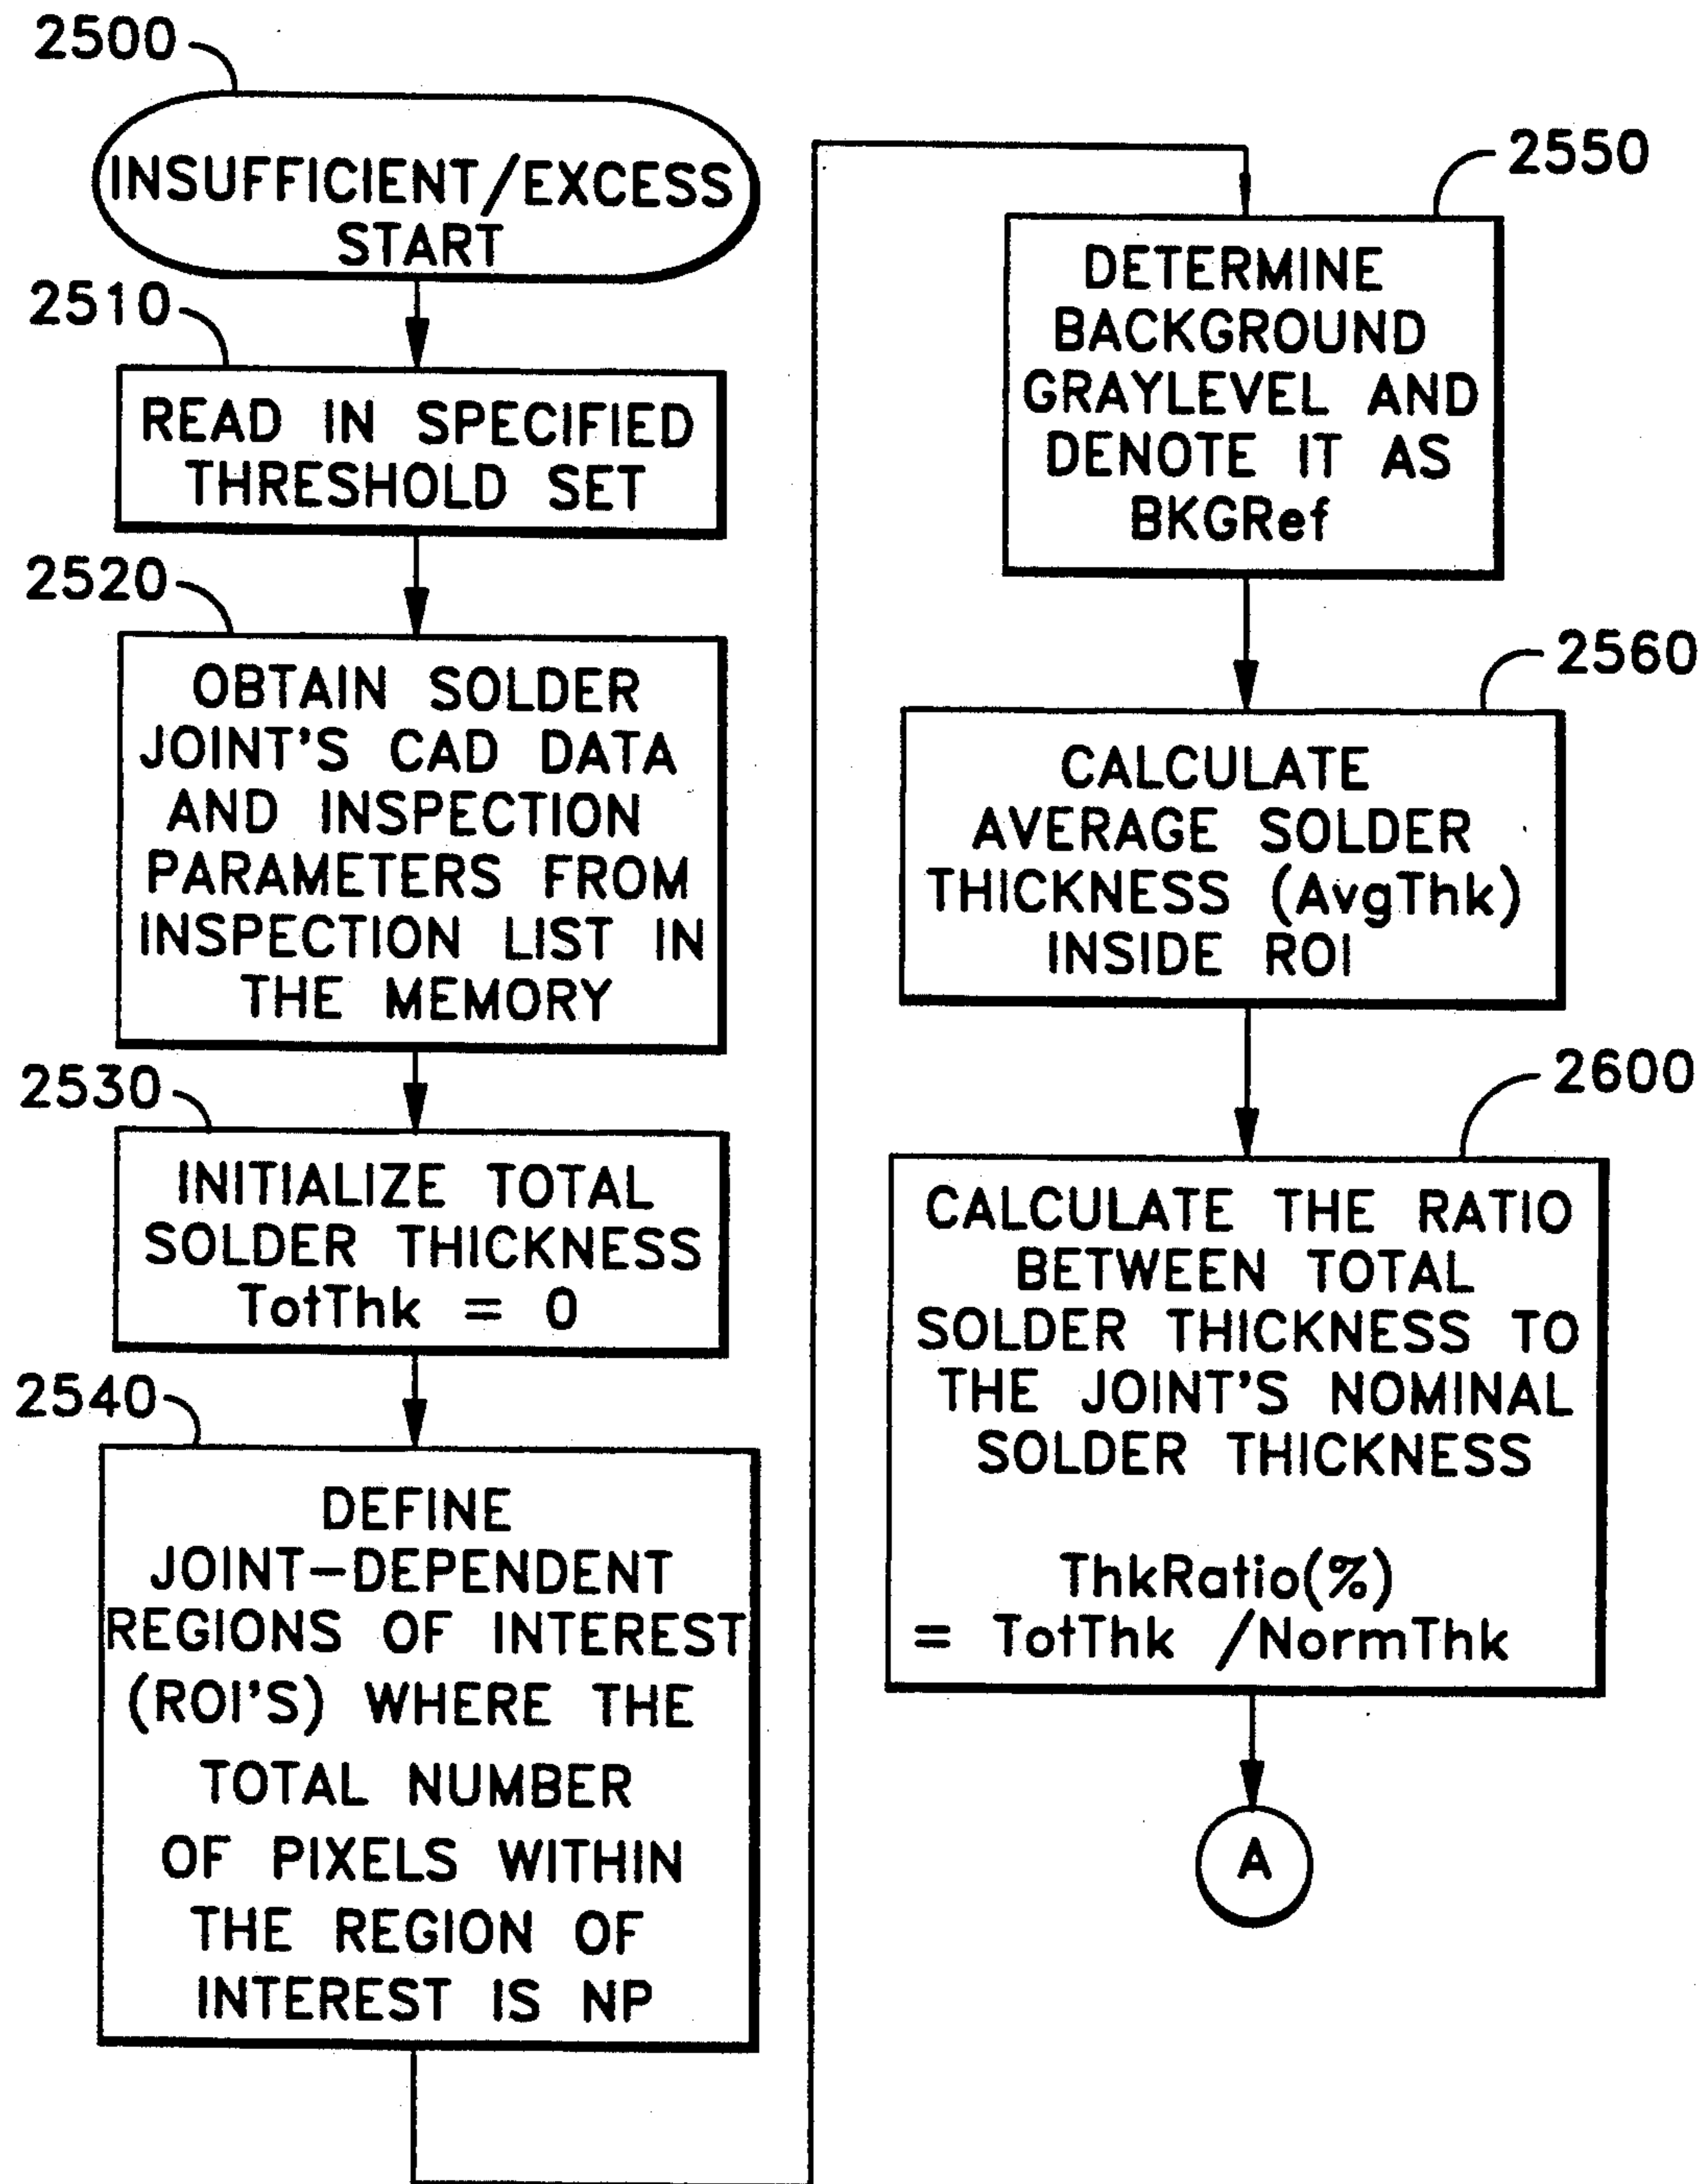 2500
INSUFFICIENT/EXCESS
START
2510
READ IN SPECIFIED
THRESHOLD SET
2520
OBTAIN SOLDER
JOINT'S CAD DATA
AND INSPECTION
PARAMETERS FROM
INSPECTION LIST IN
THE MEMORY
2530
INITIALIZE TOTAL
SOLDER THICKNESS
TotThk = 0
2540
DEFINE
JOINT-DEPENDENT
REGIONS OF INTEREST
(ROI'S) WHERE THE
TOTAL NUMBER
OF PIXELS WITHIN
THE REGION OF
INTEREST IS NP
2550
DETERMINE
BACKGROUND
GRAYLEVEL AND
DENOTE IT AS
BKGRef
2560
CALCULATE
AVERAGE SOLDER
THICKNESS (AvgThk)
INSIDE ROI
2600
CALCULATE THE RATIO
BETWEEN TOTAL
SOLDER THICKNESS TO
THE JOINT'S NOMINAL
SOLDER THICKNESS
ThkRatio(%)
= TotThk /NormThk
A